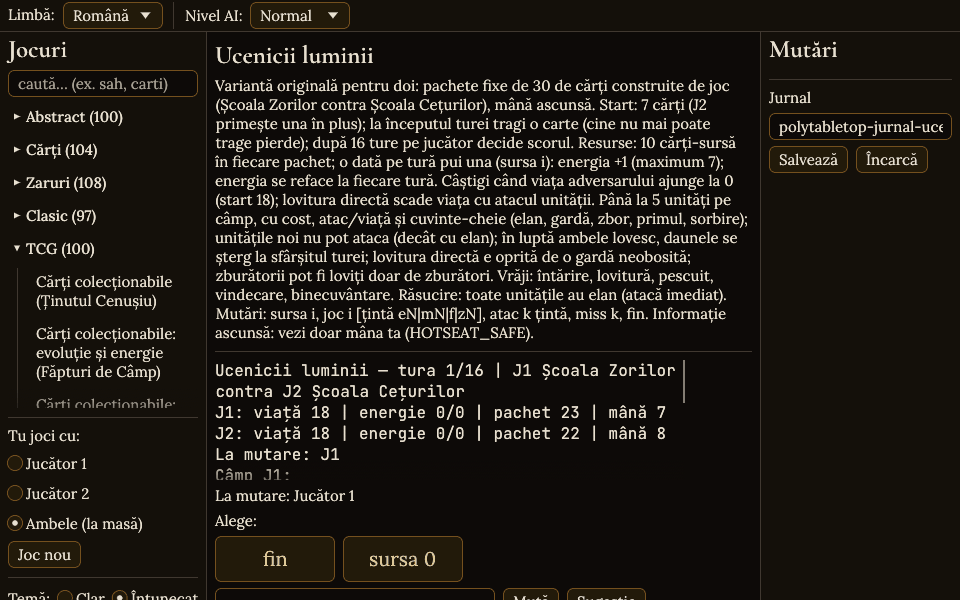 Limbă: Română ▼ Nivel AI: Normal ▼
Jocuri
caută... (ex. sah, carti)
▸ Abstract (100)
▸ Cărți (104)
▸ Zaruri (108)
▸ Clasic (97)
▾ TCG (100)
Cărți colecționabile
(Ținutul Cenușiu)
Cărți colecționabile:
evoluție și energie
(Făpturi de Câmp)
Cărți colecționabile:
Tu joci cu:
Jucător 1
Jucător 2
Ambele (la masă)
Joc nou
Temă: Clar Întunecat
Ucenicii luminii
Variantă originală pentru doi: pachete fixe de 30 de cărți construite de joc
(Școala Zorilor contra Școala Cețurilor), mână ascunsă. Start: 7 cărți (J2
primește una în plus); la începutul turei tragi o carte (cine nu mai poate
trage pierde); după 16 ture pe jucător decide scorul. Resurse: 10 cărți-sursă
în fiecare pachet; o dată pe tură pui una (sursa i): energia +1 (maximum 7);
energia se reface la fiecare tură. Câștigi când viața adversarului ajunge la 0
(start 18); lovitura directă scade viața cu atacul unității. Până la 5 unități pe
câmp, cu cost, atac/viață și cuvinte-cheie (elan, gardă, zbor, primul, sorbire);
unitățile noi nu pot ataca (decât cu elan); în luptă ambele lovesc, daunele se
șterg la sfârșitul turei; lovitura directă e oprită de o gardă neobosită;
zburătorii pot fi loviți doar de zburători. Vrăji: întărire, lovitură, pescuit,
vindecare, binecuvântare. Răsucire: toate unitățile au elan (atacă imediat).
Mutări: sursa i, joc i [țintă eN|mN|f|zN], atac k țintă, miss k, fin. Informație
ascunsă: vezi doar mâna ta (HOTSEAT_SAFE).
Ucenicii luminii — tura 1/16 | J1 Școala Zorilor
contra J2 Școala Cețurilor
J1: viață 18 | energie 0/0 | pachet 23 | mână 7
J2: viață 18 | energie 0/0 | pachet 22 | mână 8
La mutare: J1
Câmp J1:
La mutare: Jucător 1
Alege:
fin sursa 0
Mută Sugestie
Mutări
Jurnal
polytabletop-jurnal-uce
Salvează Încarcă